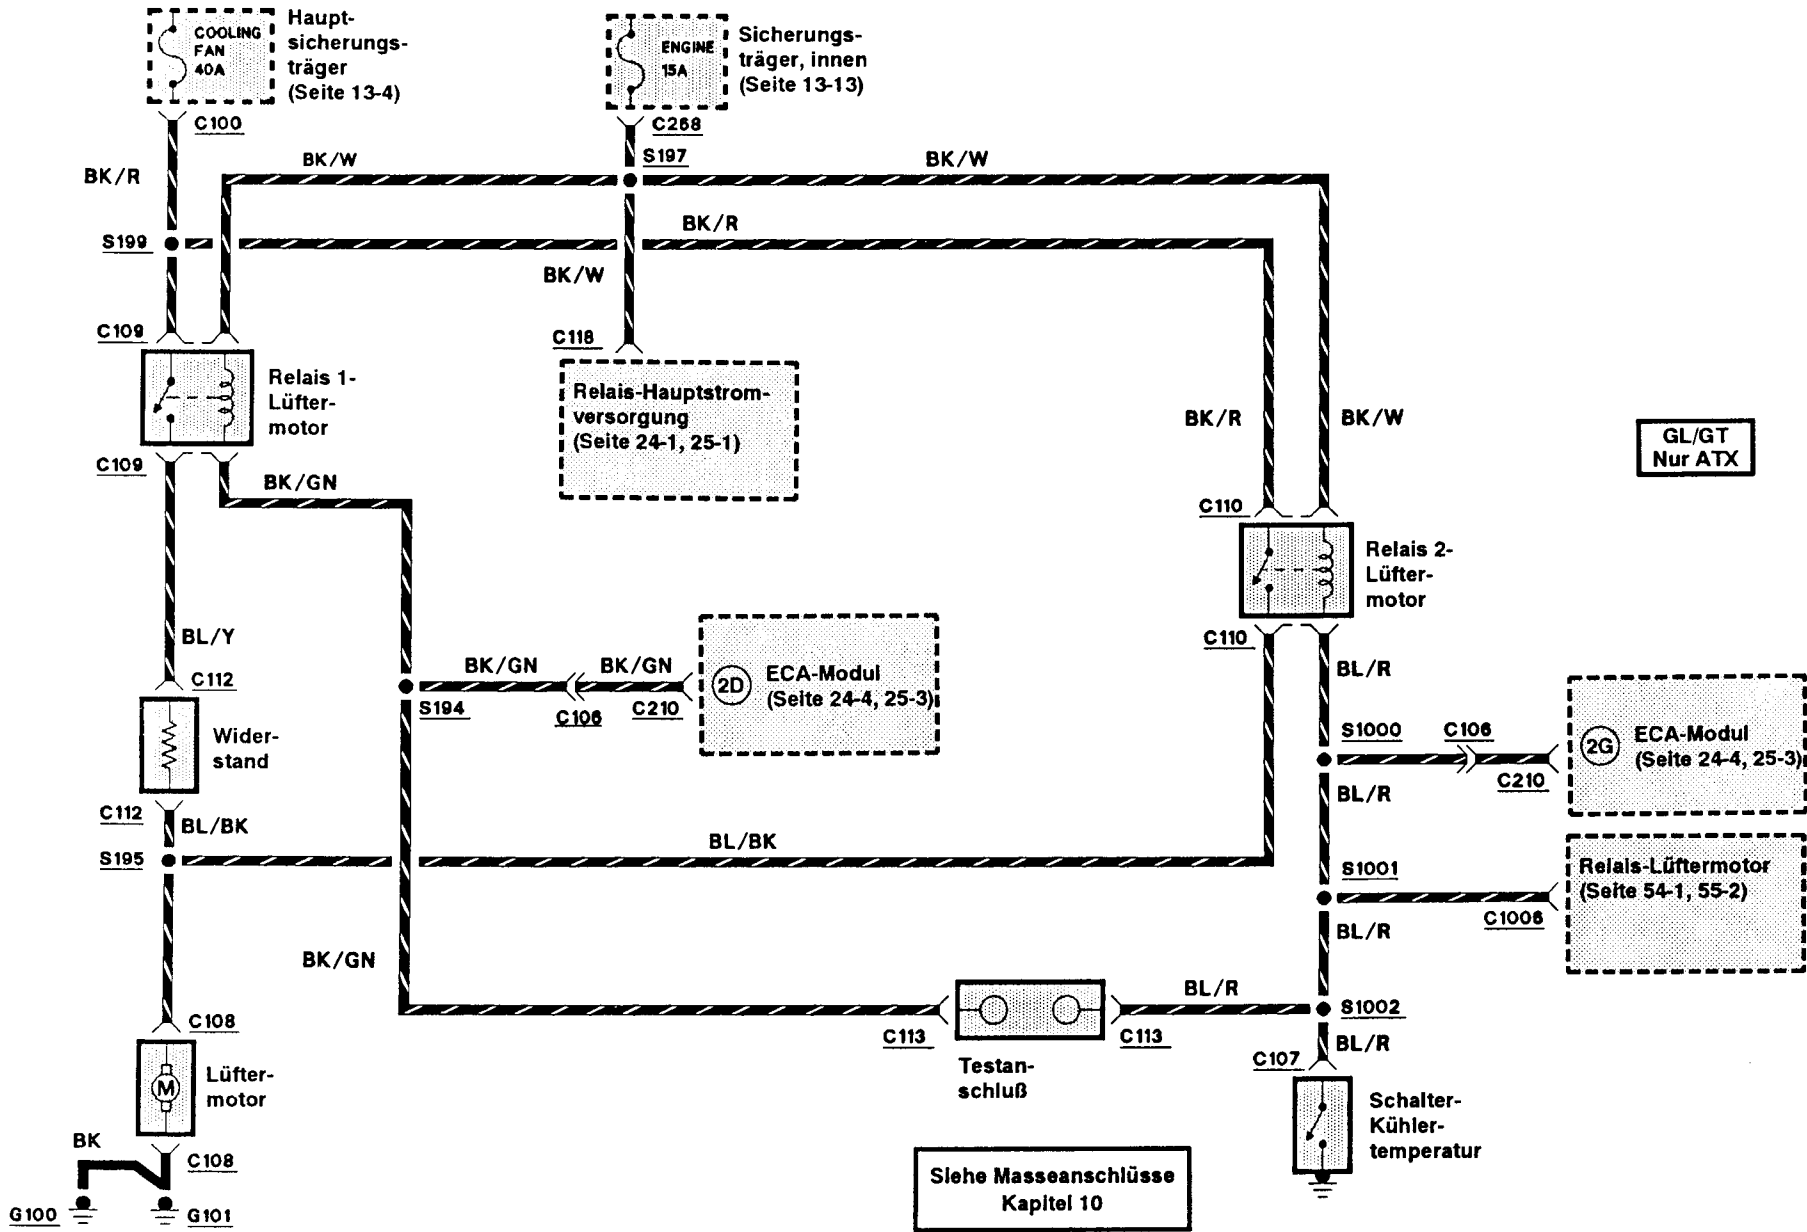 COOLING
FAN
40A
Haupt-
sicherungs-
träger
(Seite 13-4)
ENGINE
15A
Sicherungs-
träger, innen
(Seite 13-13)
C100
C268
S197
BK/R
BK/W
BK/W
S199
BK/R
BK/W
C109
C118
Relais 1-
Lüfter-
motor
Relais-Hauptstrom-
versorgung
(Seite 24-1, 25-1)
BK/R
BK/W
GL/GT
Nur ATX
C109
BK/GN
C110
Relais 2-
Lüfter-
motor
BL/Y
C110
C112
BK/GN
BK/GN
2D
ECA-Modul
(Seite 24-4, 25-3)
BL/R
S194
C106
C210
Wider-
stand
S1000
C106
2G
ECA-Modul
(Seite 24-4, 25-3)
C210
BL/R
C112
BL/BK
S195
BL/BK
S1001
Relais-Lüftermotor
(Seite 54-1, 55-2)
C1006
BL/R
BK/GN
BL/R
S1002
C108
C113
C113
BL/R
C107
Testan-
schluß
M
Lüfter-
motor
Schalter-
Kühler-
temperatur
BK
C108
G100
G101
Siehe Masseanschlüsse
Kapitel 10